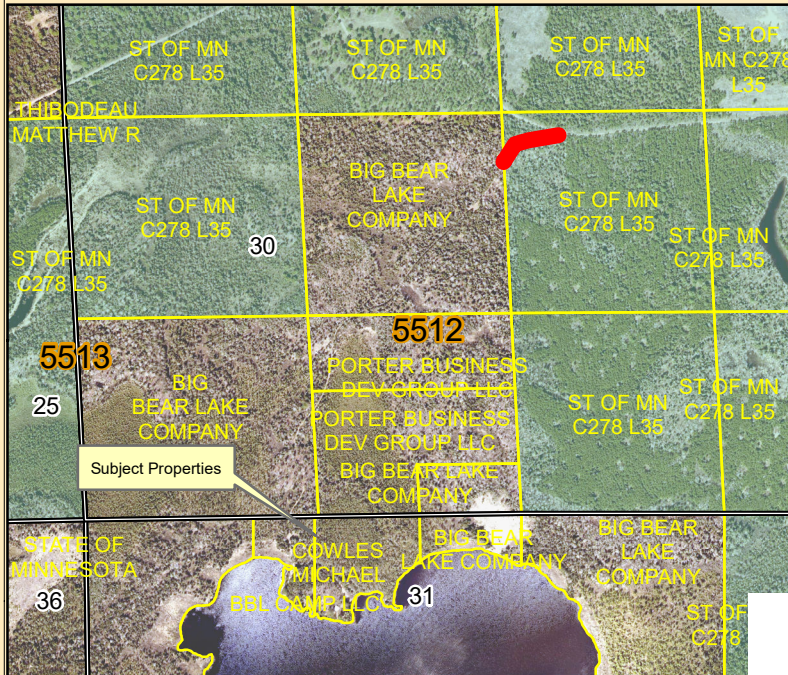 ST OF MN
C278 L35
ST OF MN
C278 L35
ST OF MN
C278 L35
ST OF
MN C278
L35
THIBODEAU
MATTHEW R
BIG BEAR
LAKE
COMPANY
ST OF MN
C278 L35
ST OF MN
C278 L35
ST OF MN
C278 L35
30
ST OF MN
C278 L35
5512
5513
PORTER BUSINESS
DEV GROUP LLC
BIG
BEAR LAKE
COMPANY
25
ST OF MN
C278 L35
ST OF MN
C278 L35
PORTER BUSINESS
DEV GROUP LLC
Subject Properties
BIG BEAR LAKE
COMPANY
STATE OF
MINNESOTA
COWLES
MICHAEL
BIG BEAR
LAKE COMPANY
BIG BEAR
LAKE
COMPANY
36
BBL CAMP LLC
31
ST OF
C278